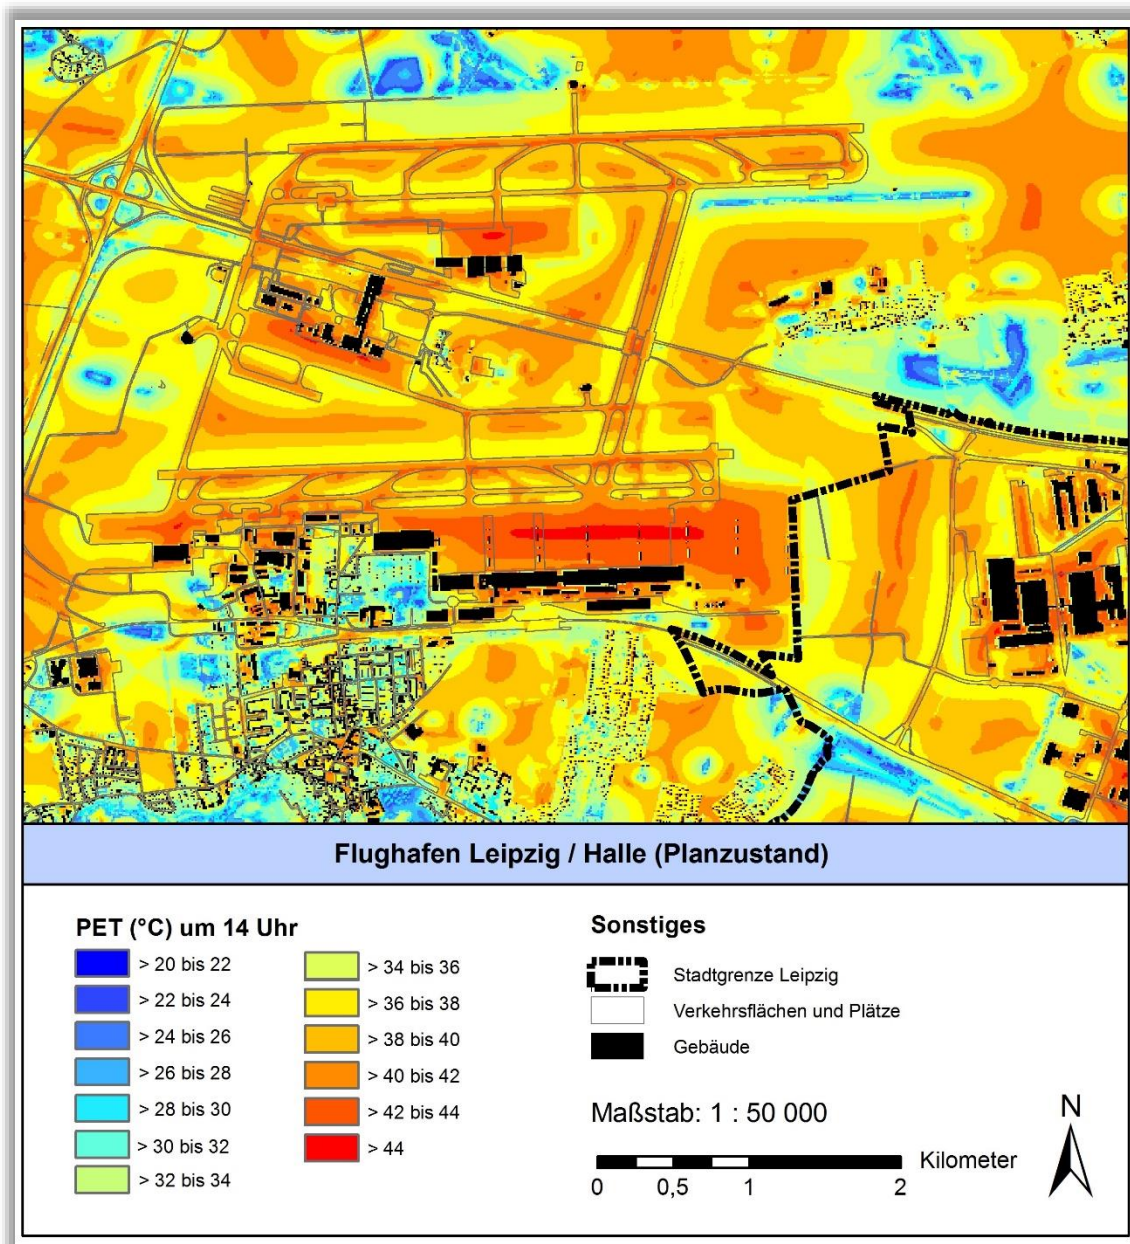 Flughafen Leipzig / Halle (Planzustand)
PET (°C) um 14 Uhr
> 20 bis 22
> 22 bis 24
> 24 bis 26
> 26 bis 28
> 28 bis 30
> 30 bis 32
> 32 bis 34
> 34 bis 36
> 36 bis 38
> 38 bis 40
> 40 bis 42
> 42 bis 44
> 44
Sonstiges
Stadtgrenze Leipzig
Verkehrsflächen und Plätze
Gebäude
Maßstab: 1 : 50 000
Kilometer
0 0,5 1 2
N